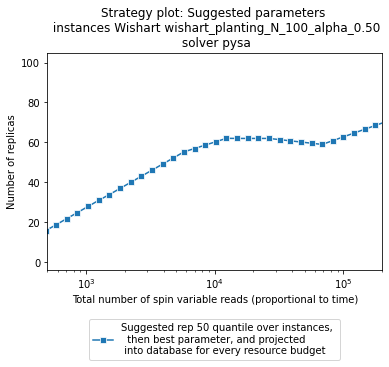 Strategy plot: Suggested parameters
instances Wishart wishart_planting_N_100_alpha_0.50
solver pysa
100
80
60
40
20
0
Number of replicas
10³
10⁴
10⁵
Total number of spin variable reads (proportional to time)
Suggested rep 50 quantile over instances,
then best parameter, and projected
into database for every resource budget